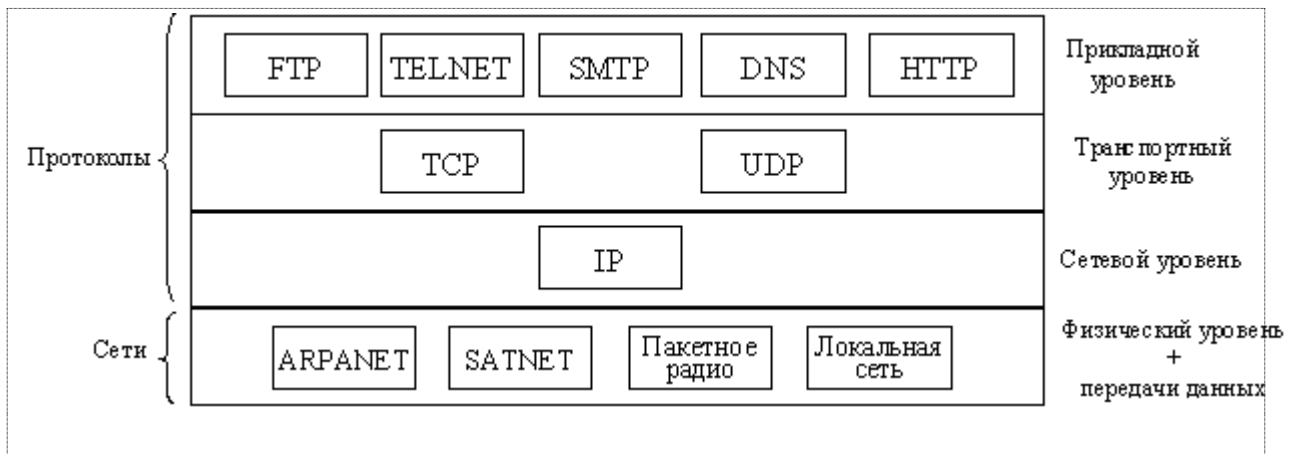 FTP TELNET SMTP DNS HTTP
Прикладной
уровень
Протоколы
TCP UDP
Транспортный
уровень
IP
Сетевой уровень
Сети
ARPANET SATNET
Пакетное
радио
Локальная
сеть
Физический уровень
+
передачи данных